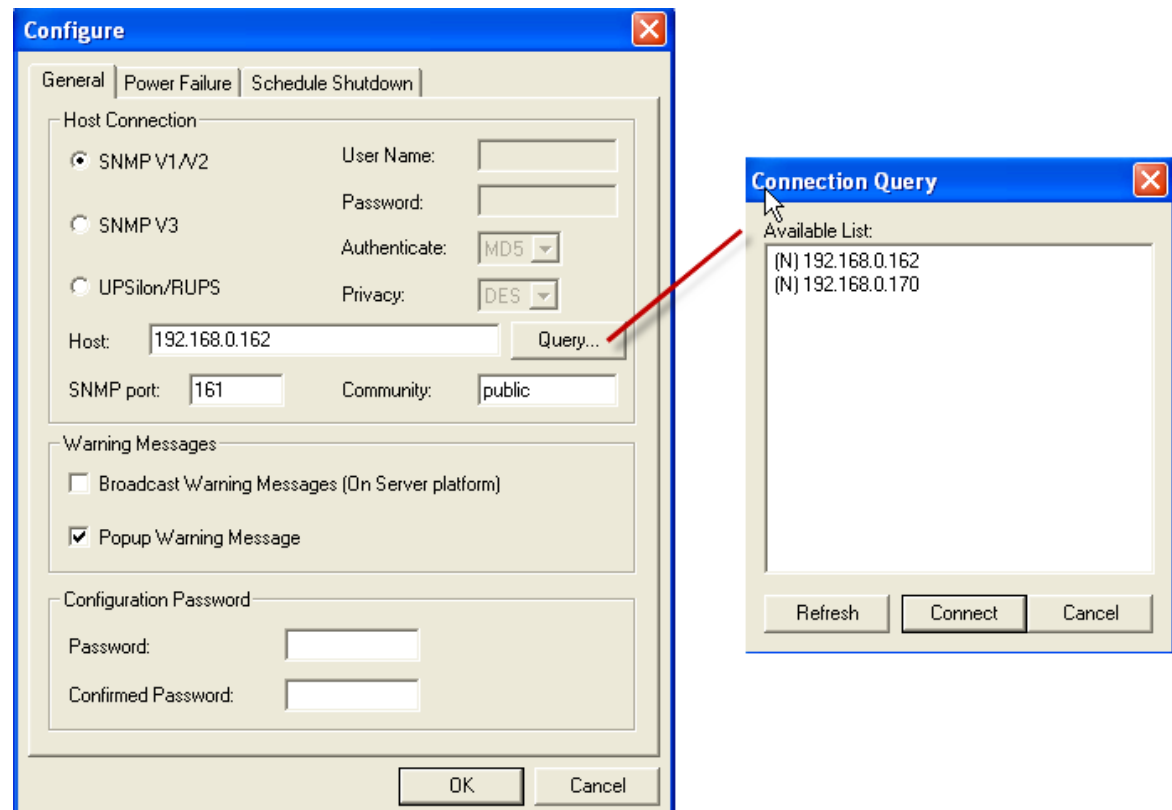 Configure
General Power Failure Schedule Shutdown
Host Connection
SNMP V1/V2 User Name:
Password:
SNMP V3
Authenticate: MD5
UPSilon/RUPS
Privacy: DES
Host: 192.168.0.162 Query...
SNMP port: 161 Community: public
Warning Messages
Broadcast Warning Messages (On Server platform)
Popup Warning Message
Configuration Password
Password:
Confirmed Password:
OK Cancel
Connection Query
Available List:
(N) 192.168.0.162
(N) 192.168.0.170
Refresh Connect Cancel